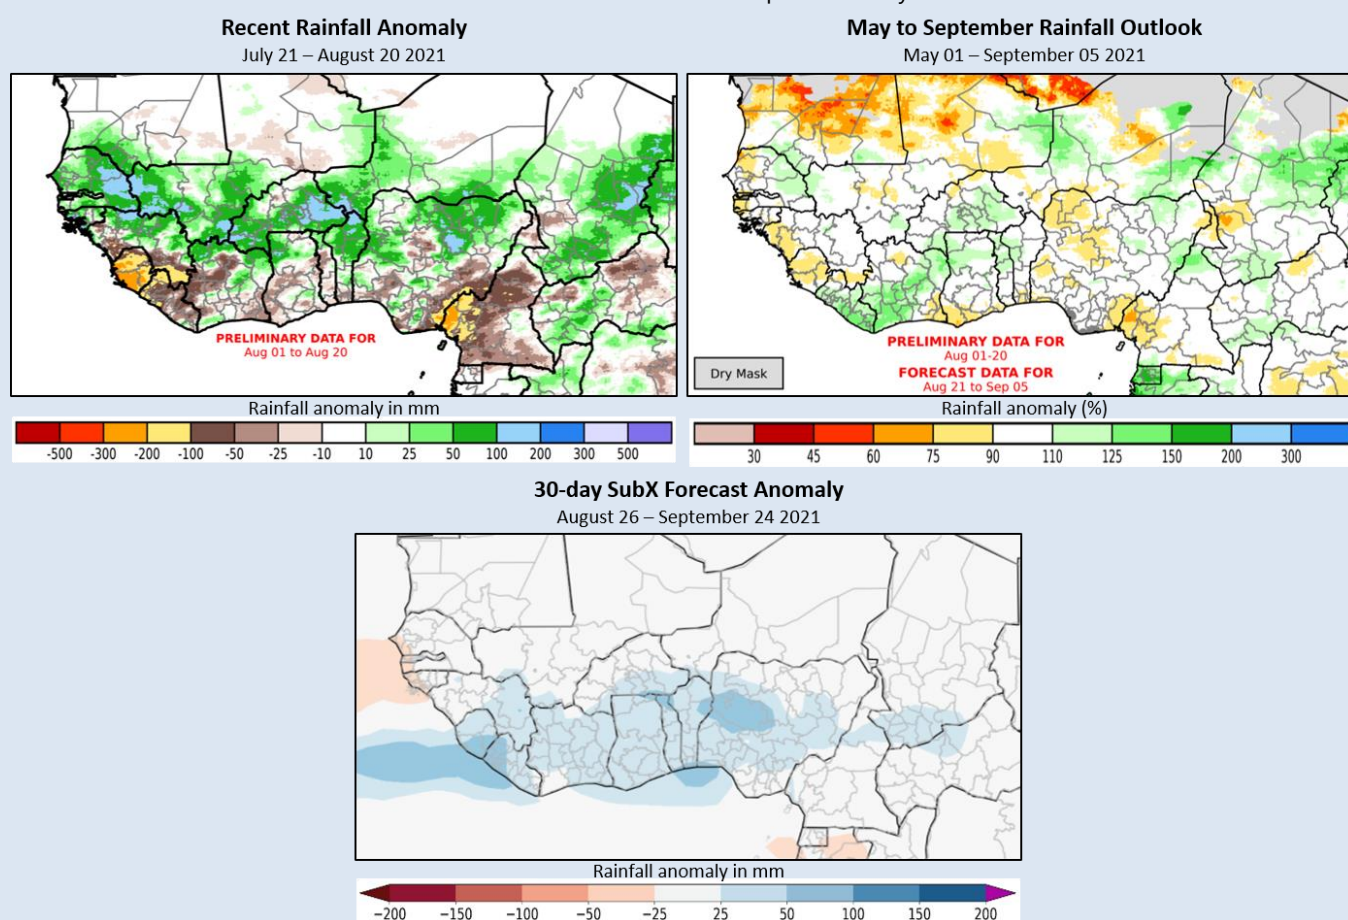 Recent Rainfall Anomaly
July 21 – August 20 2021
PRELIMINARY DATA FOR
Aug 01 to Aug 20
Rainfall anomaly in mm
-500 -300 -200 -100 -50 -25 -10 10 25 50 100 200 300 500
May to September Rainfall Outlook
May 01 – September 05 2021
PRELIMINARY DATA FOR
Aug 01-20
FORECAST DATA FOR
Aug 21 to Sep 05
Dry Mask
Rainfall anomaly (%)
30 45 60 75 90 110 125 150 200 300
30-day SubX Forecast Anomaly
August 26 – September 24 2021
Rainfall anomaly in mm
−200 −150 −100 −50 −25 25 50 100 150 200